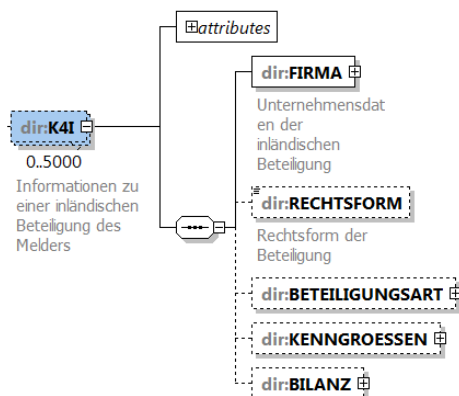 attributes
dir:FIRMA
Unternehmensdat
en der
inländischen
Beteiligung
dir:K4I
0..5000
Informationen zu
einer inländischen
Beteiligung des
Melders
dir:RECHTSFORM
Rechtsform der
Beteiligung
dir:BETEILIGUNGSART
dir:KENNGROESSEN
dir:BILANZ